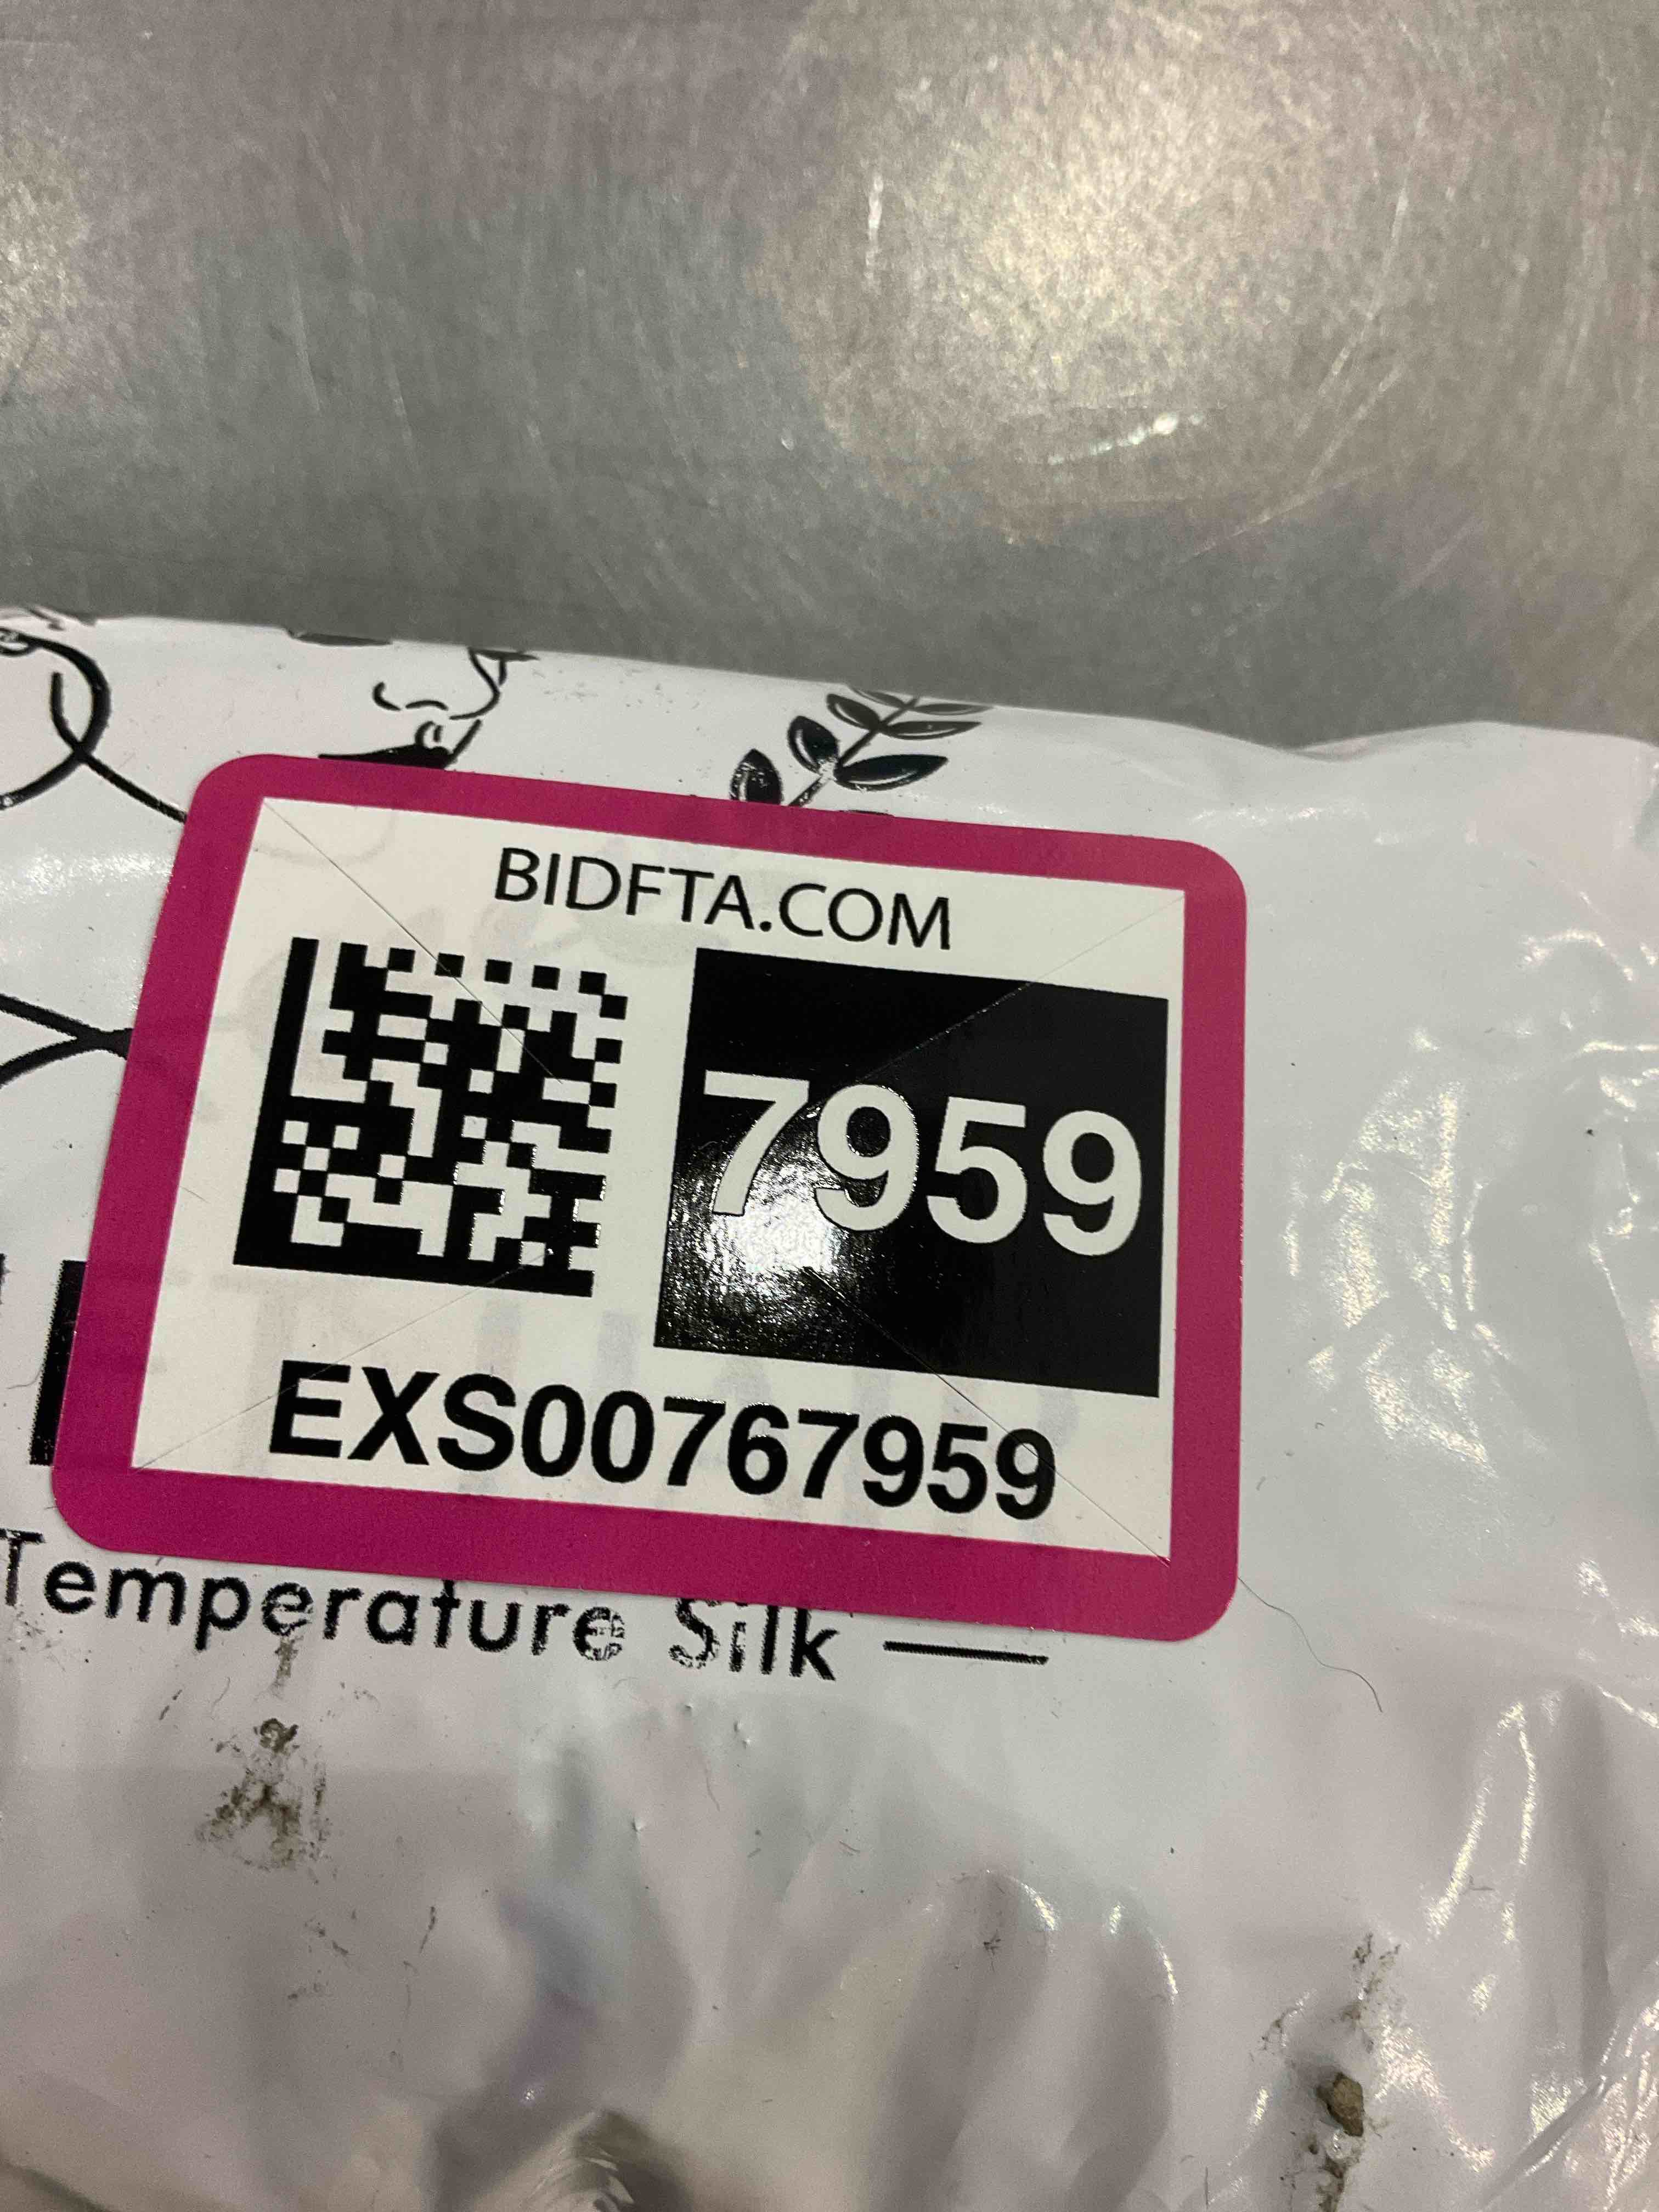 BIDFTA.COM
7959
EXS00767959
Temperature Silk